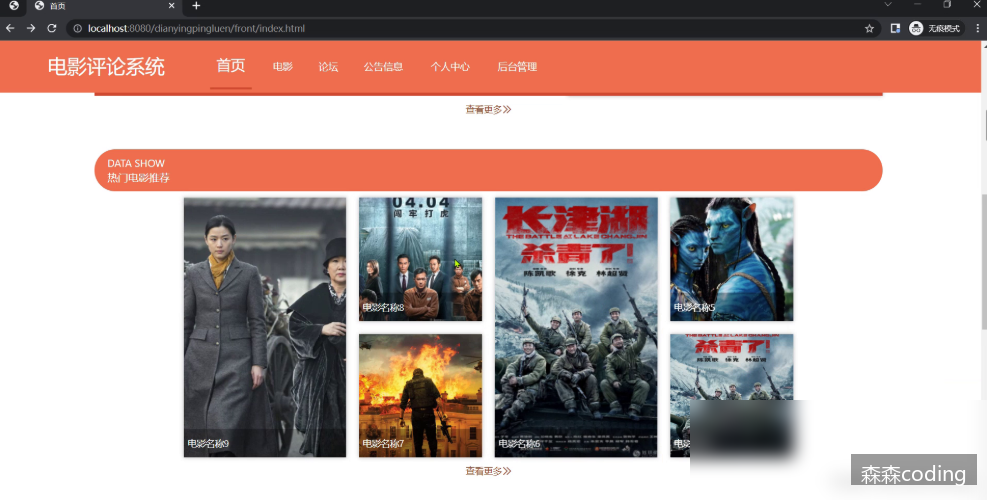 首页
localhost:8080/dianyingpingluen/front/index.html
无痕模式
电影评论系统
首页
电影
论坛
公告信息
个人中心
后台管理
查看更多
DATA SHOW
热门电影推荐
04.04
闯军打虎
长津湖
THE BATTLE AT LAKE CHANGJIN
杀青了!
陈凯歌 徐克 林超贤
电影名称8
电影名称5
杀青了!
陈凯歌 徐克 林超贤
电影名称9
电影名称7
电影名称6
查看更多
森森coding